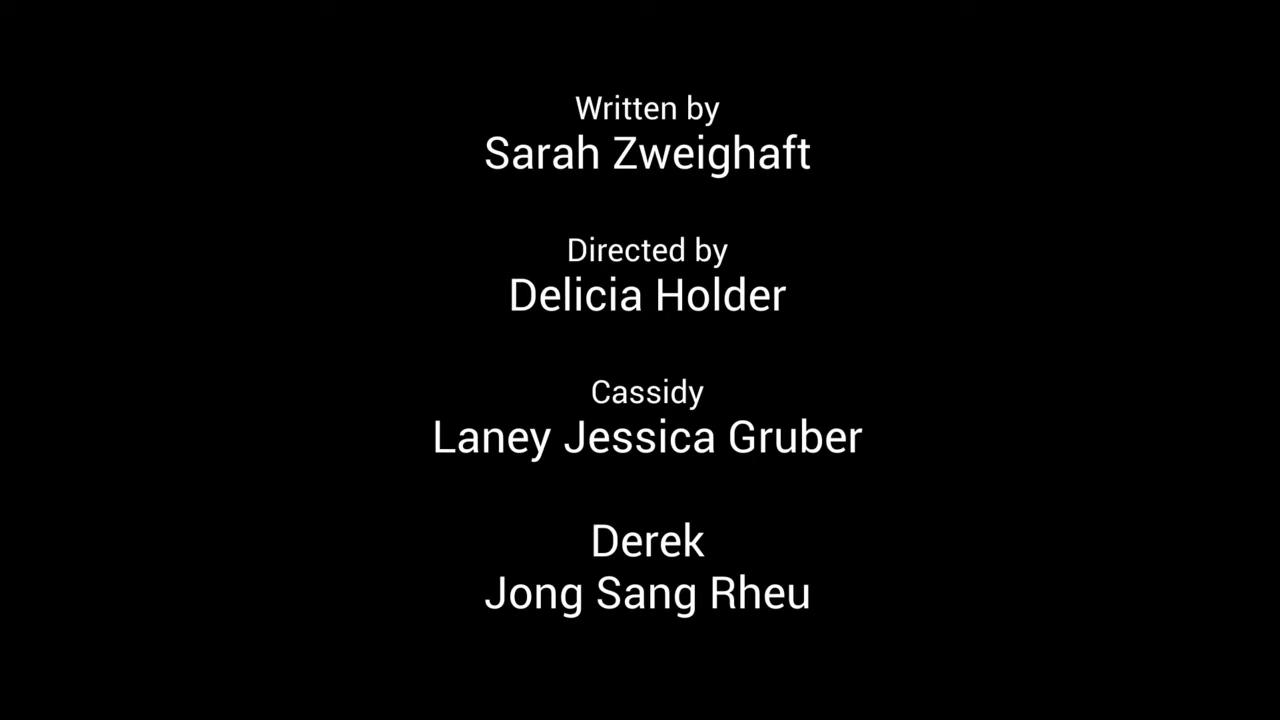 Written by
Sarah Zweighaft
Directed by
Delicia Holder
Cassidy
Laney Jessica Gruber
Derek
Jong Sang Rheu